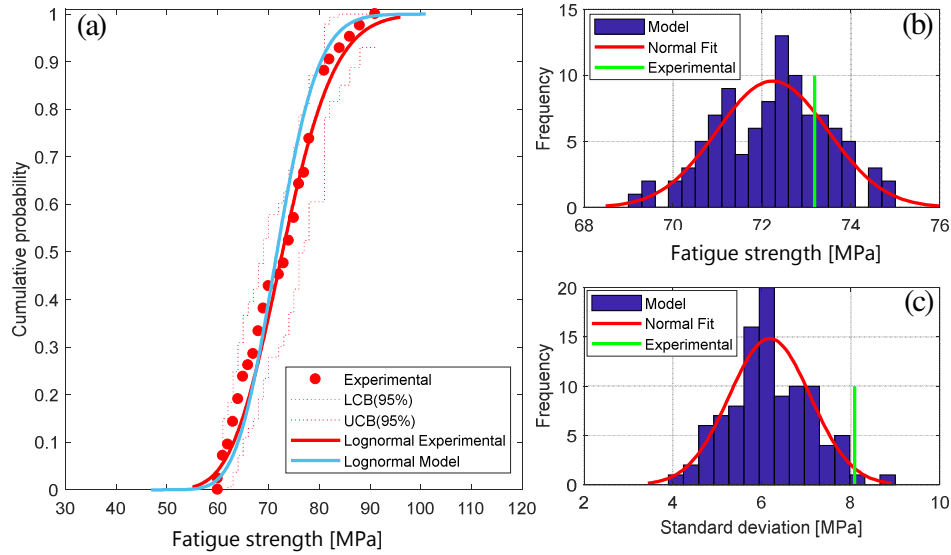 (a)
1
0.9
0.8
0.7
0.6
0.5
0.4
0.3
0.2
0.1
0
Cumulative probability
Experimental
LCB(95%)
UCB(95%)
Lognormal Experimental
Lognormal Model
30 40 50 60 70 80 90 100 110 120
Fatigue strength [MPa]
(b)
15
10
5
0
Frequency
Model
Normal Fit
Experimental
68 70 72 74 76
Fatigue strength [MPa]
(c)
20
15
10
5
0
Frequency
Model
Normal Fit
Experimental
2 4 6 8 10
Standard deviation [MPa]